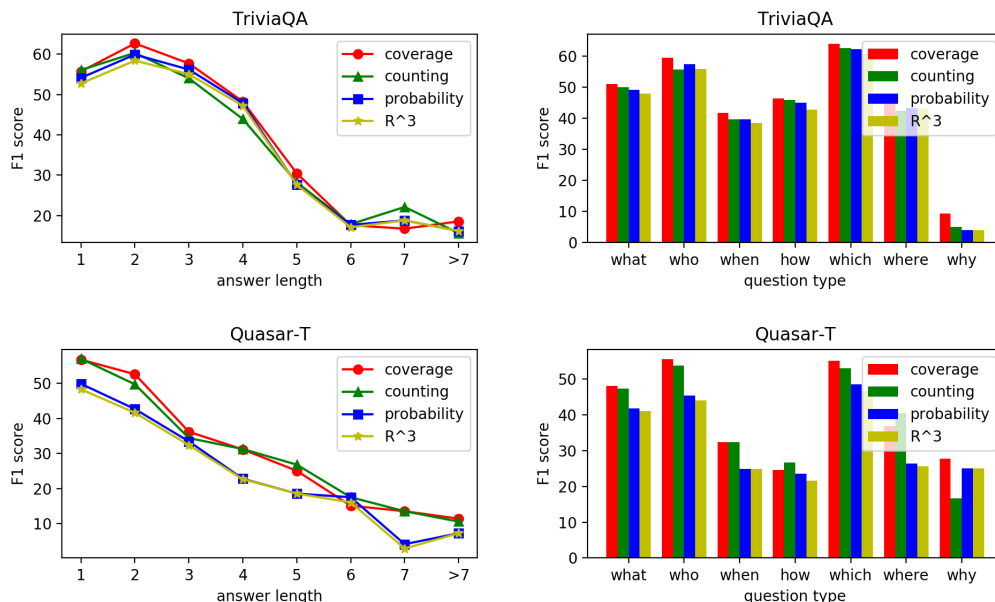 TriviaQA
F1 score
60
50
40
30
20
coverage
counting
probability
R^3
1 2 3 4 5 6 7 >7
answer length
TriviaQA
F1 score
60
50
40
30
20
10
0
coverage
counting
probability
R^3
what who when how which where why
question type
Quasar-T
F1 score
50
40
30
20
10
coverage
counting
probability
R^3
1 2 3 4 5 6 7 >7
answer length
Quasar-T
F1 score
50
40
30
20
10
0
coverage
counting
probability
R^3
what who when how which where why
question type